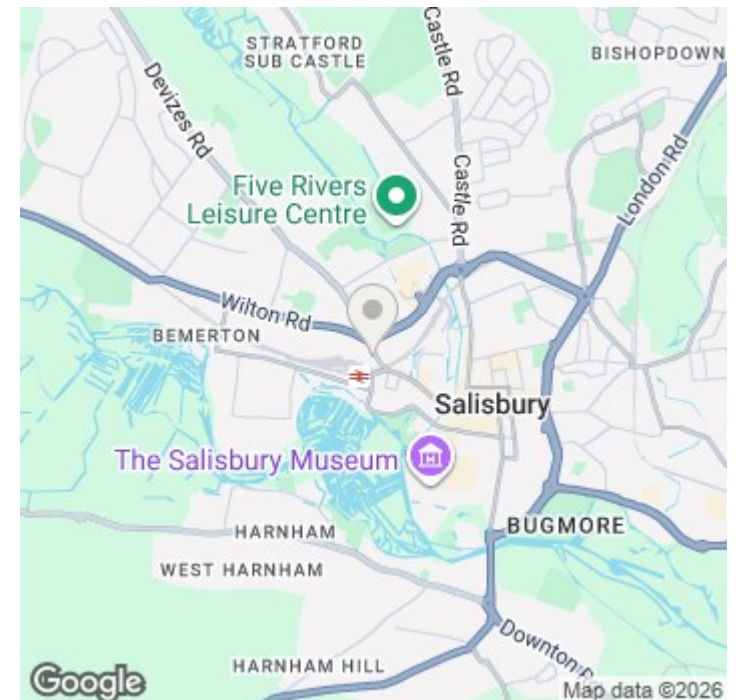 STRATFORD
SUB CASTLE
Castle Rd
BISHOPDOWN
Devizes Rd
Castle Rd
London Rd
Five Rivers
Leisure Centre
Wilton Rd
BEMERTON
Salisbury
The Salisbury Museum
BUGMORE
HARNHAM
WEST HARNHAM
Downton R
HARNHAM HILL
Google
Map data ©2026